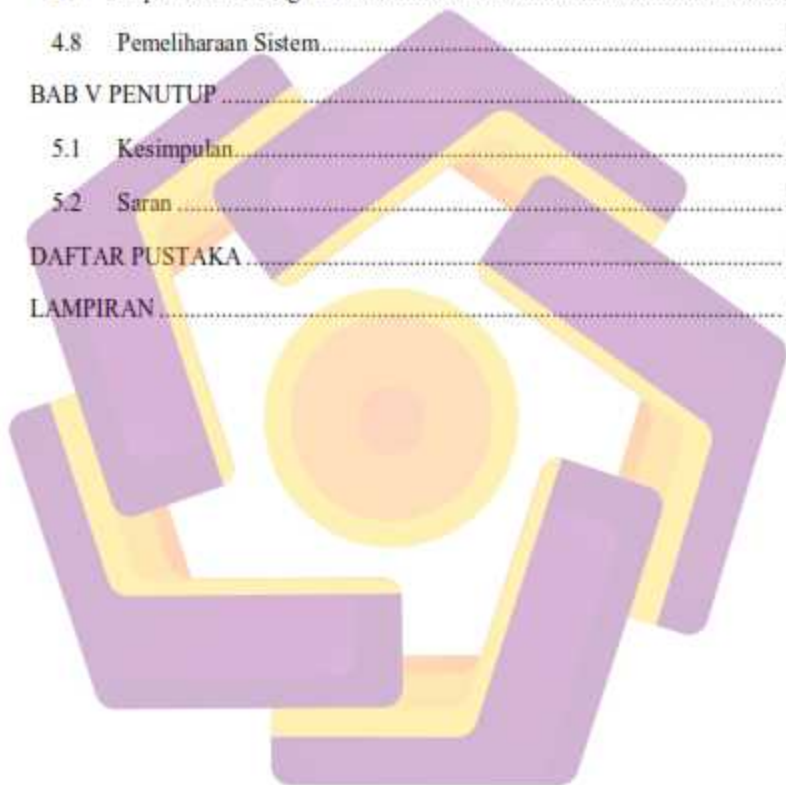 4.8 Pemeliharaan Sistem........................................................................
BAB V PENUTUP........................................................................
5.1 Kesimpulan........................................................................
5.2 Saran........................................................................
DAFTAR PUSTAKA........................................................................
LAMPIRAN........................................................................